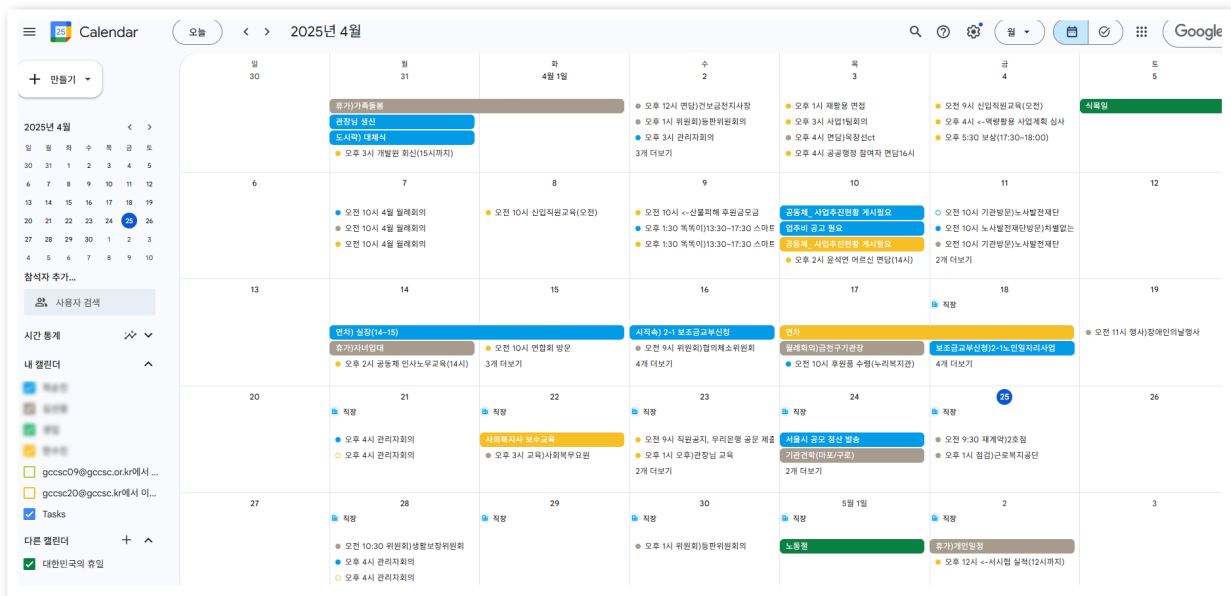 25 Calendar 오늘 2025년 4월 월 Google
만들기
2025년 4월
일 월 화 수 목 금 토
30 31 1 2 3 4 5
6 7 8 9 10 11 12
13 14 15 16 17 18 19
20 21 22 23 24 25 26
27 28 29 30 1 2 3
4 5 6 7 8 9 10
참석자 추가...
사용자 검색
시간 통계
내 캘린더
gccsc09@gccsc.or.kr에서 ...
gccsc20@gccsc.kr에서 이...
Tasks
다른 캘린더
대한민국의 휴일
일 월 화 수 목 금 토
30 31 4월 1일 2 3 4 5
휴가)가족돌봄
관장님 생신
도시락) 대체식
오후 3시 개발원 회신(15시까지)
오후 12시 면담)건보금천지사장
오후 1시 위원회)등판위원회의
오후 3시 관리자회의
3개 더보기
오후 1시 재활용 면접
오후 3시 사업1팀회의
오후 4시 면담)옥창선ct
오후 4시 공공행정 참여자 면담16시
오전 9시 신입직원교육(오전)
오후 4시 <-역량활용 사업계획 심사
오후 5:30 보상(17:30~18:00)
식목일
6 7 8 9 10 11 12
오전 10시 4월 월례회의
오전 10시 4월 월례회의
오전 10시 4월 월례회의
오전 10시 신입직원교육(오전)
오전 10시 <-산불피해 후원금모금
오후 1:30 똑똑이)13:30~17:30 스마트
오후 1:30 똑똑이)13:30~17:30 스마트
공동체_ 사업추진현황 게시필요
업추비 공고 필요
공동체_ 사업추진현황 게시필요
오후 2시 윤석연 어르신 면담(14시)
오전 10시 기관방문)노사발전재단
오전 10시 노사발전재단방문)차별없는
오전 10시 기관방문)노사발전재단
2개 더보기
13 14 15 16 17 18 19
직장
연차) 실장(14~15)
휴가)자녀입대
오후 2시 공동체 인사노무교육(14시)
오전 10시 연합회 방문
3개 더보기
시직속) 2-1 보조금교부신청
오전 9시 위원회)협의체소위원회
4개 더보기
연차
월례회의)금천구기관장
오전 10시 후원품 수령(누리복지관)
보조금교부신청)2-1노인일자리사업
4개 더보기
오전 11시 행사)장애인의날행사
20 21 22 23 24 25 26
직장 직장 직장 직장 직장
오후 4시 관리자회의
오후 4시 관리자회의
사회복지사 보수교육
오후 3시 교육)사회복무요원
오전 9시 직원공지, 우리은행 공문 제출
오후 1시 오후)관장님 교육
2개 더보기
서울시 공모 정산 발송
기관견학(마포/구로)
2개 더보기
오전 9:30 재계약)2호점
오후 1시 점검)근로복지공단
27 28 29 30 5월 1일 2 3
직장 직장 직장 직장 직장
오전 10:30 위원회)생활보장위원회
오후 4시 관리자회의
오후 4시 관리자회의
오후 1시 위원회)등판위원회의
노동절
휴가)개인일정
오후 12시 <-서시협 실적(12시까지)